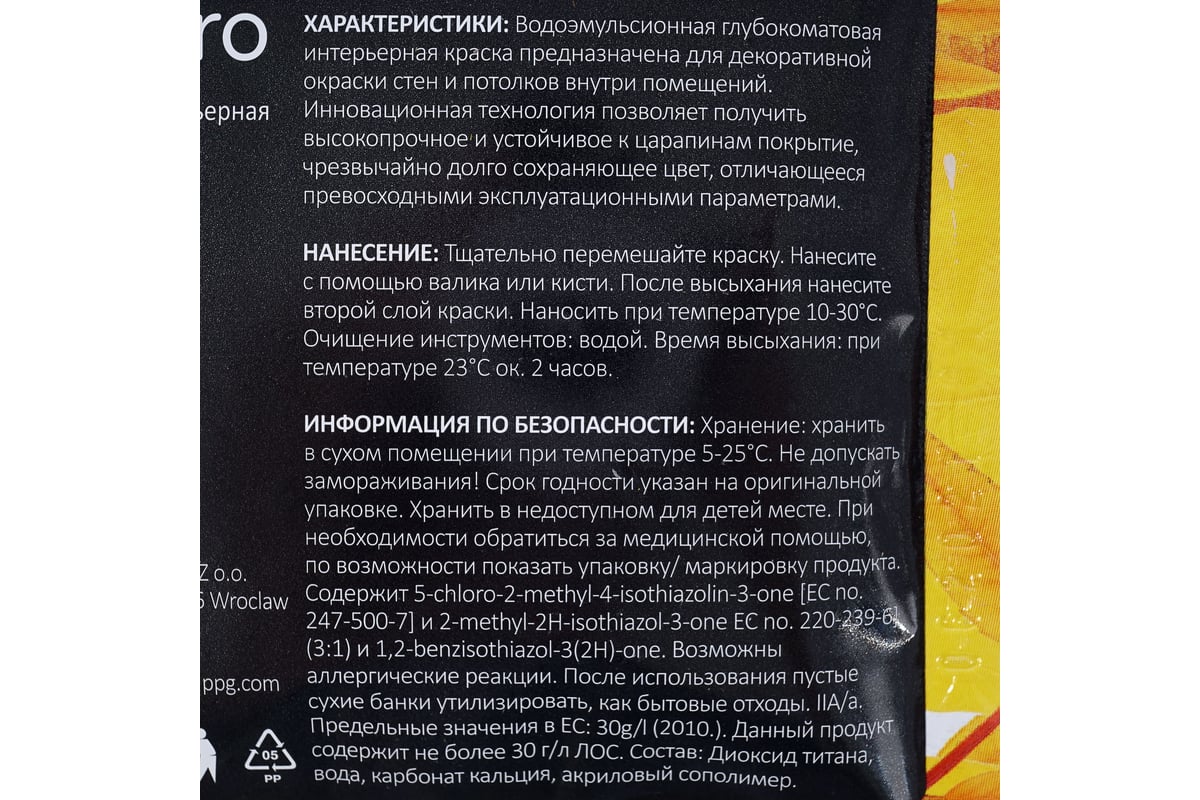 ro
ьерная
ХАРАКТЕРИСТИКИ: Водоэмульсионная глубокоматовая
интерьерная краска предназначена для декоративной
окраски стен и потолков внутри помещений.
Инновационная технология позволяет получить
высокопрочное и устойчивое к царапинам покрытие,
чрезвычайно долго сохраняющее цвет, отличающееся
превосходными эксплуатационными параметрами.
НАНЕСЕНИЕ: Тщательно перемешайте краску. Нанесите
с помощью валика или кисти. После высыхания нанесите
второй слой краски. Наносить при температуре 10-30°C.
Очищение инструментов: водой. Время высыхания: при
температуре 23°C ок. 2 часов.
ИНФОРМАЦИЯ ПО БЕЗОПАСНОСТИ: Хранение: хранить
в сухом помещении при температуре 5-25°C. Не допускать
замораживания! Срок годности указан на оригинальной
упаковке. Хранить в недоступном для детей месте. При
необходимости обратиться за медицинской помощью,
по возможности показать упаковку/ маркировку продукта.
Содержит 5-chloro-2-methyl-4-isothiazolin-3-one [EC no.
247-500-7] и 2-methyl-2H-isothiazol-3-one EC no. 220-239-6]
(3:1) и 1,2-benzisothiazol-3(2H)-one. Возможны
аллергические реакции. После использования пустые
сухие банки утилизировать, как бытовые отходы. IIA/a.
Предельные значения в ЕС: 30g/l (2010.). Данный продукт
содержит не более 30 г/л ЛОС. Состав: Диоксид титана,
вода, карбонат кальция, акриловый сополимер.
Z o.o.
5 Wroclaw
ppg.com
05
PP